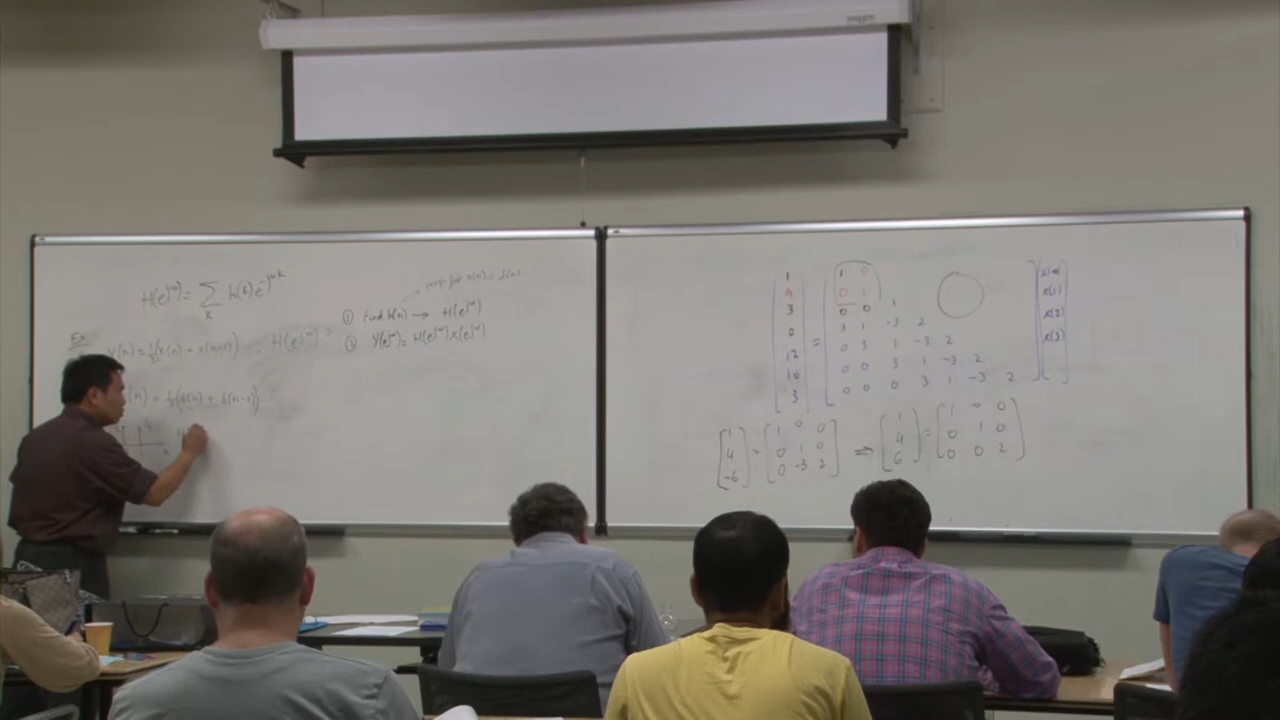 H(e^{jω}) = Σ_k h(k) e^{-jωk}
resp for x(n) = δ(n)
① Find h(n) → H(e^{jω})
② Y(e^{jω}) = H(e^{jω}) X(e^{jω})
Ex
y(n) = ½(x(n) + x(n-1)) H(e^{jω})
(n) = ½(δ(n) + δ(n-1))
1 1 0 x(0)
0 1 x(1)
3 0 0 1 x(2)
0 = 3 1 -3 2 x(3)
12 0 3 1 -3 2
10 0 0 3 1 -3 2
3 0 0 0 3 1 -3 2
1 1 0 0 1 1 0 0
4 = 0 1 0 ⇒ 4 = 0 1 0
-6 0 -3 2 6 0 0 2